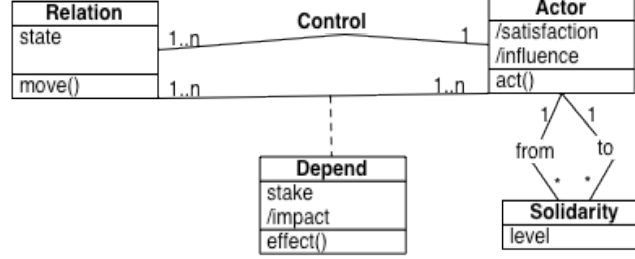 Relation
state
move()
1..n
Control
1
1..n
1..n
Actor
/satisfaction
/influence
act()
1
1
from
to
*
*
Depend
stake
/impact
effect()
Solidarity
level